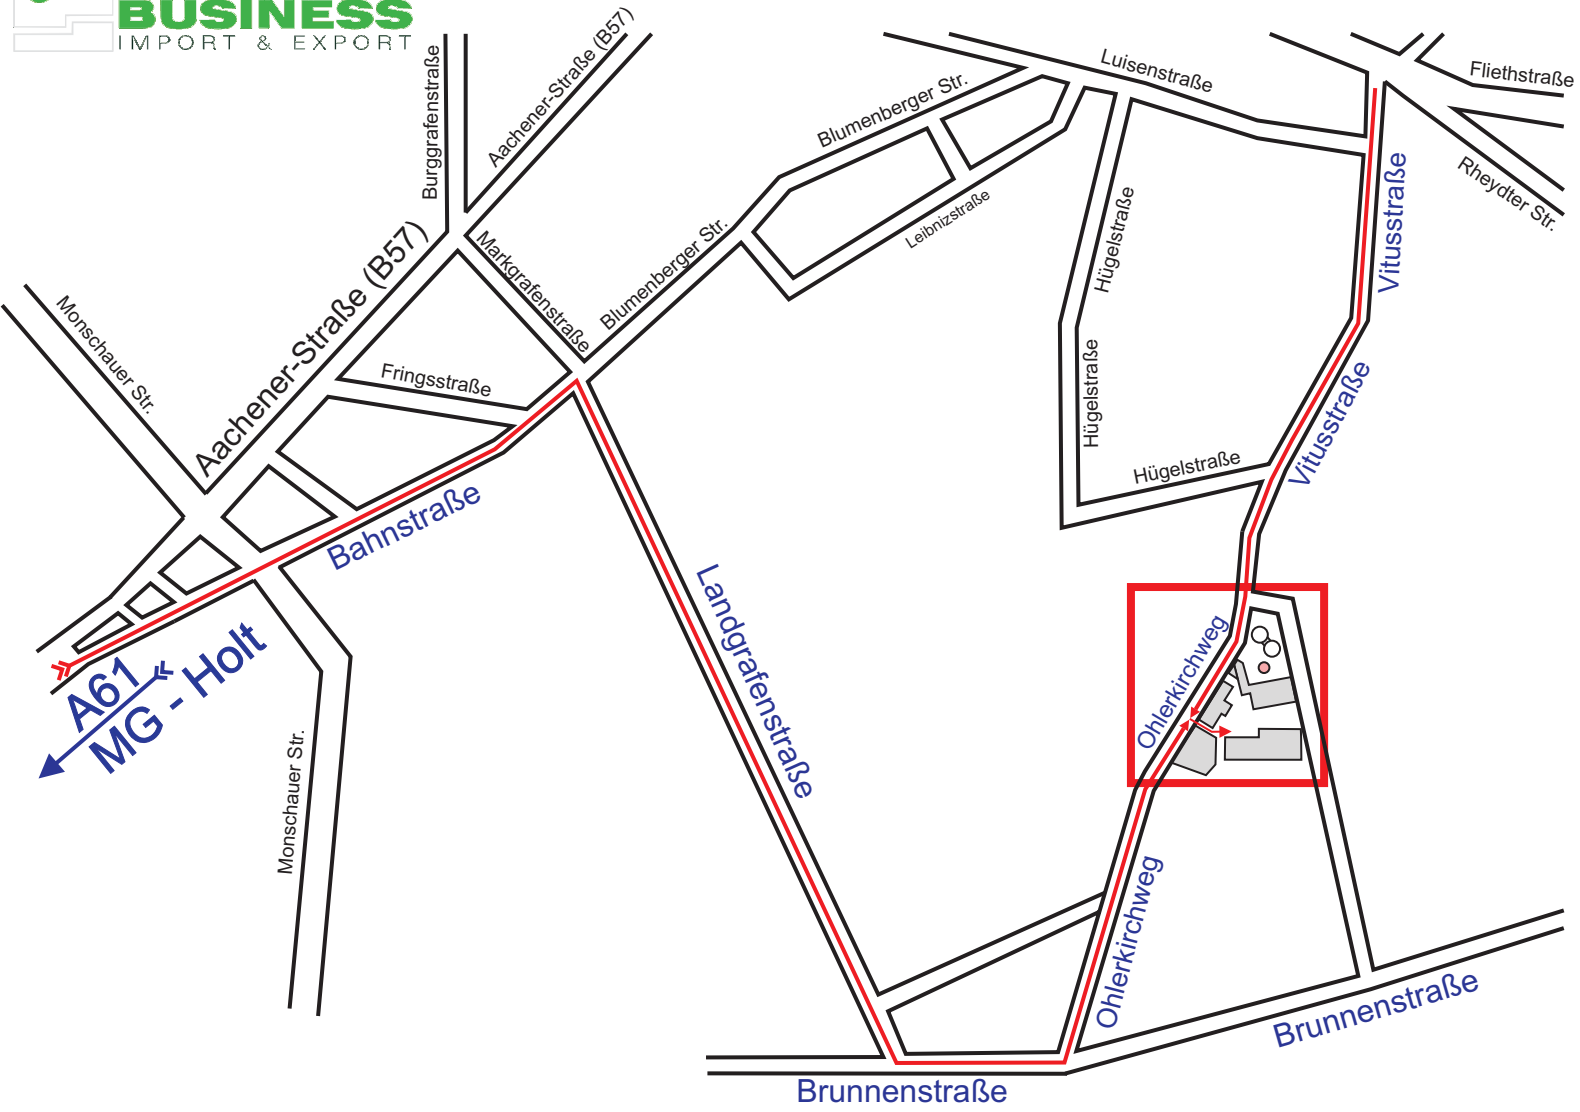 BUSINESS
IMPORT & EXPORT
Burggrafenstraße
Aachener-Straße (B57)
Luisenstraße
Fliethstraße
Blumenberger Str.
Rheydter Str.
Leibnizstraße
Hügelstraße
Vitusstraße
Aachener-Straße (B57)
Markgrafenstraße
Blumenberger Str.
Monschauer Str.
Fringsstraße
Hügelstraße
Vitusstraße
Hügelstraße
Bahnstraße
Landgrafenstraße
Ohlerkirchweg
A61
MG - Holt
Monschauer Str.
Ohlerkirchweg
Brunnenstraße
Brunnenstraße